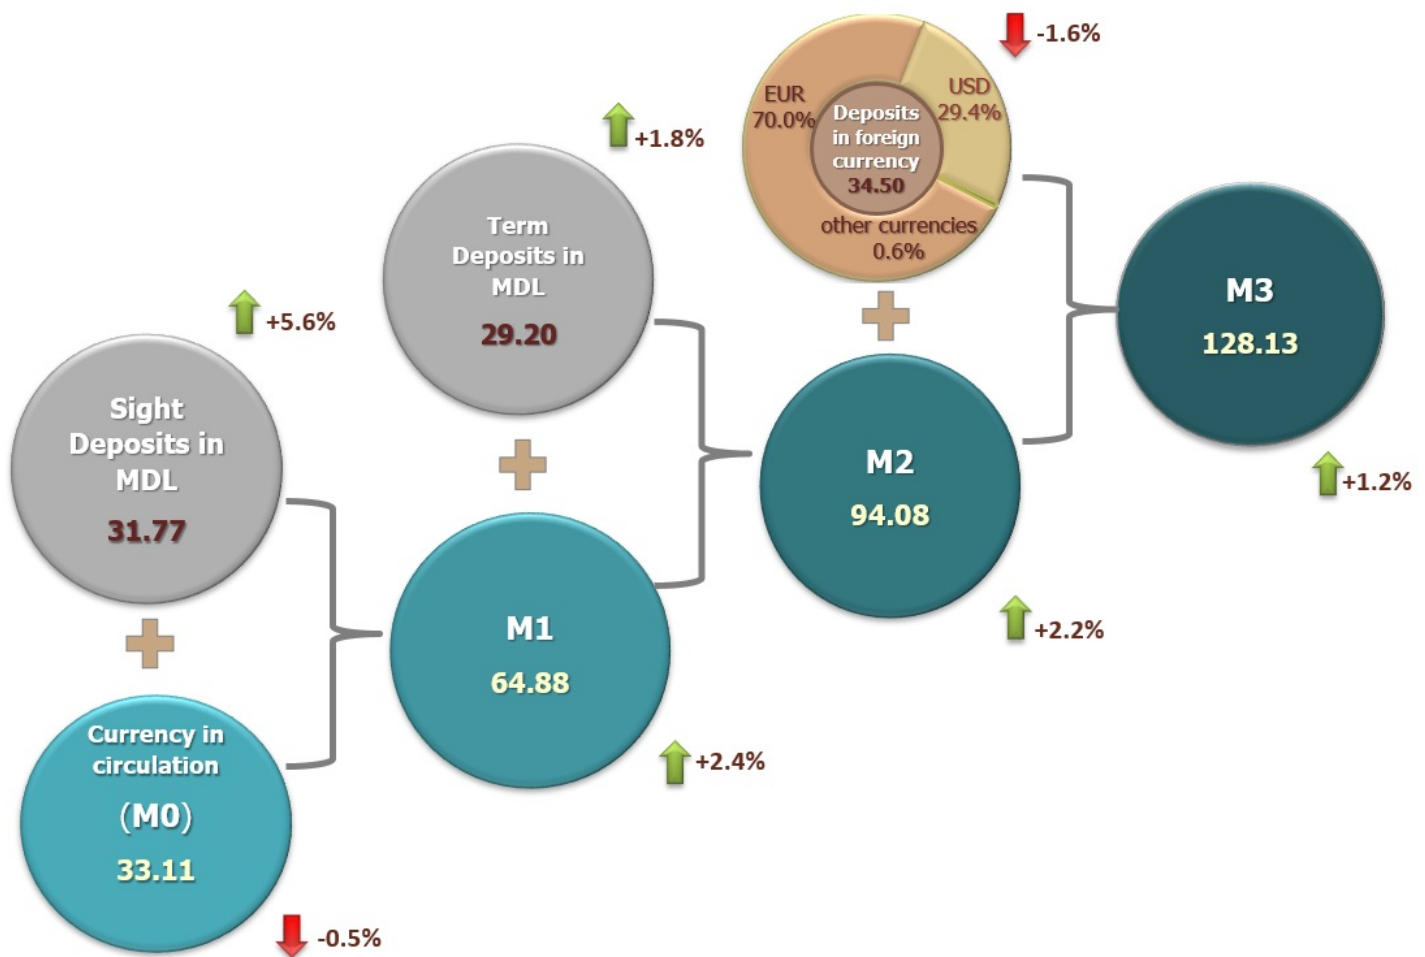 Sight
Deposits in
MDL
31.77
+5.6%
Currency in
circulation
(M0)
33.11
-0.5%
Term
Deposits in
MDL
29.20
+1.8%
M1
64.88
+2.4%
EUR
70.0%
USD
29.4%
other currencies
0.6%
Deposits
in foreign
currency
34.50
-1.6%
M2
94.08
+2.2%
M3
128.13
+1.2%